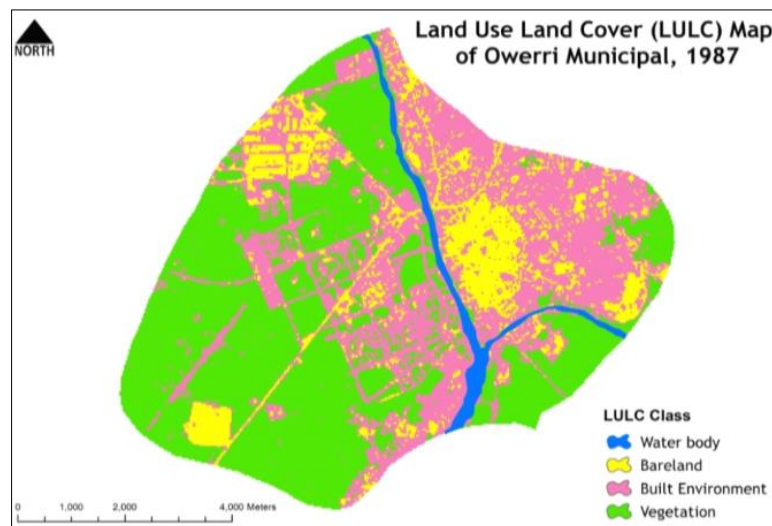 Land Use Land Cover (LULC) Map
of Owerri Municipal, 1987
NORTH
LULC Class
Water body
Bareland
Built Environment
Vegetation
0 1,000 2,000 4,000 Meters